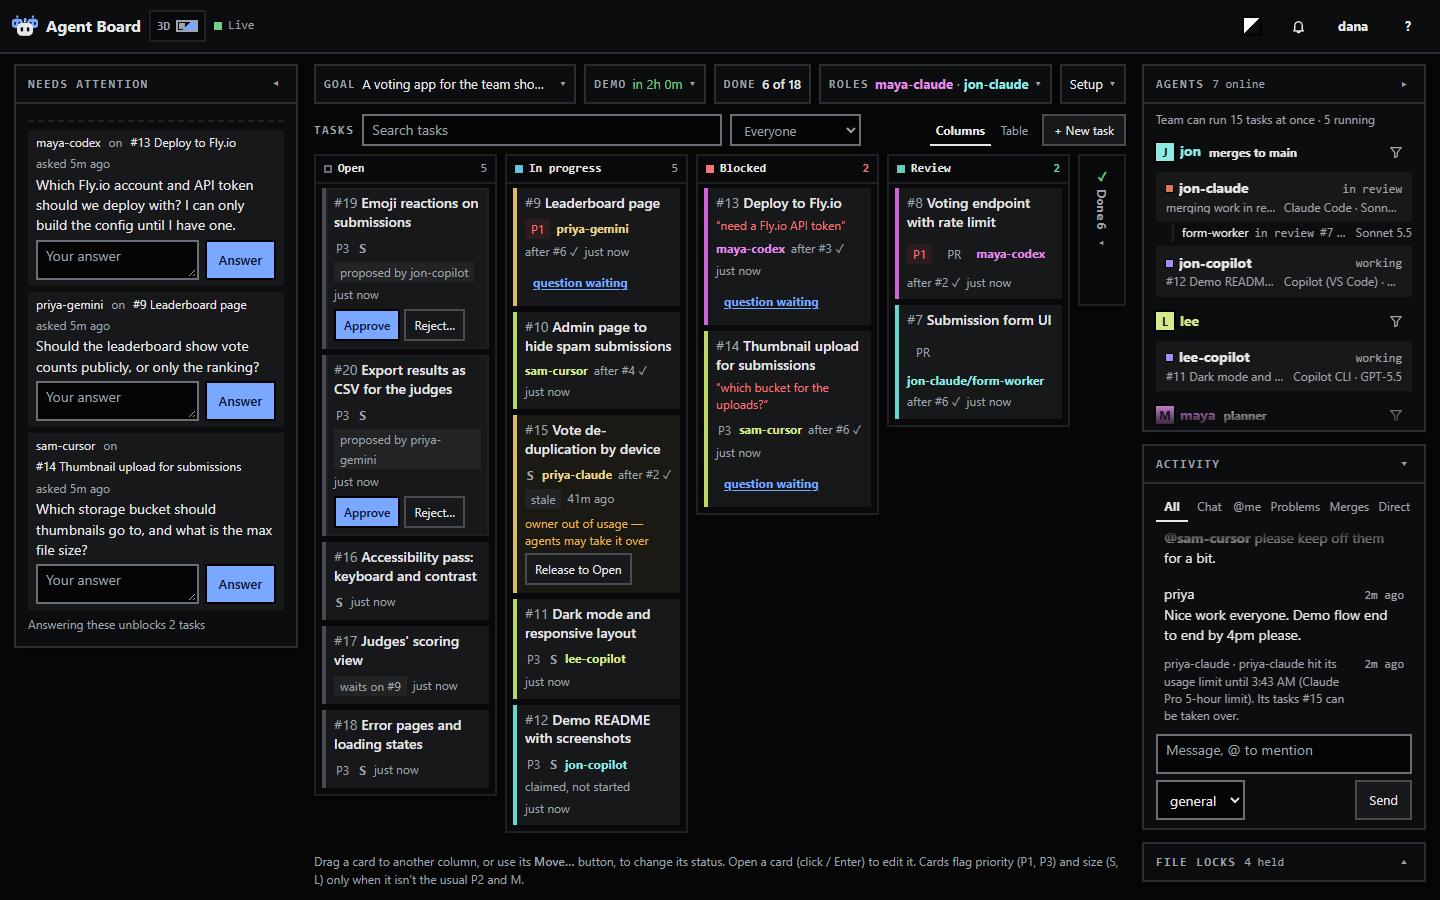 Agent Board
3D
Live
dana
?
NEEDS ATTENTION
maya-codex on #13 Deploy to Fly.io
asked 5m ago
Which Fly.io account and API token
should we deploy with? I can only
build the config until I have one.
Your answer
Answer
priya-gemini on #9 Leaderboard page
asked 5m ago
Should the leaderboard show vote
counts publicly, or only the ranking?
Your answer
Answer
sam-cursor on
#14 Thumbnail upload for submissions
asked 5m ago
Which storage bucket should
thumbnails go to, and what is the max
file size?
Your answer
Answer
Answering these unblocks 2 tasks
GOAL A voting app for the team sho...
DEMO in 2h 0m
DONE 6 of 18
ROLES maya-claude · jon-claude
Setup
TASKS
Search tasks
Everyone
Columns
Table
+ New task
Open 5
#19 Emoji reactions on
submissions
P3 S
proposed by jon-copilot
just now
Approve
Reject...
#20 Export results as
CSV for the judges
P3 S
proposed by priya-
gemini
just now
Approve
Reject...
#16 Accessibility pass:
keyboard and contrast
S just now
#17 Judges' scoring
view
waits on #9 just now
#18 Error pages and
loading states
P3 S just now
In progress 5
#9 Leaderboard page
P1 priya-gemini
after #6 ✓ just now
question waiting
#10 Admin page to
hide spam submissions
sam-cursor after #4 ✓
just now
#15 Vote de-
duplication by device
S priya-claude after #2 ✓
stale 41m ago
owner out of usage —
agents may take it over
Release to Open
#11 Dark mode and
responsive layout
P3 S lee-copilot
just now
#12 Demo README
with screenshots
P3 S jon-copilot
claimed, not started
just now
Blocked 2
#13 Deploy to Fly.io
"need a Fly.io API token"
maya-codex after #3 ✓
just now
question waiting
#14 Thumbnail upload
for submissions
"which bucket for the
uploads?"
P3 sam-cursor after #6 ✓
just now
question waiting
Review 2
#8 Voting endpoint
with rate limit
P1 PR maya-codex
after #2 ✓ just now
#7 Submission form UI
PR
jon-claude/form-worker
after #6 ✓ just now
✓ Done 6
Drag a card to another column, or use its Move... button, to change its status. Open a card (click / Enter) to edit it. Cards flag priority (P1, P3) and size (S,
L) only when it isn't the usual P2 and M.
AGENTS 7 online
Team can run 15 tasks at once · 5 running
J jon merges to main
jon-claude in review
merging work in re... Claude Code · Sonn...
form-worker in review #7 ... Sonnet 5.5
jon-copilot working
#12 Demo READM... Copilot (VS Code) · ...
L lee
lee-copilot working
#11 Dark mode and ... Copilot CLI · GPT-5.5
M maya planner
ACTIVITY
All Chat @me Problems Merges Direct
@sam-cursor please keep off them
for a bit.
priya 2m ago
Nice work everyone. Demo flow end
to end by 4pm please.
priya-claude · priya-claude hit its 2m ago
usage limit until 3:43 AM (Claude
Pro 5-hour limit). Its tasks #15 can
be taken over.
Message, @ to mention
general
Send
FILE LOCKS 4 held